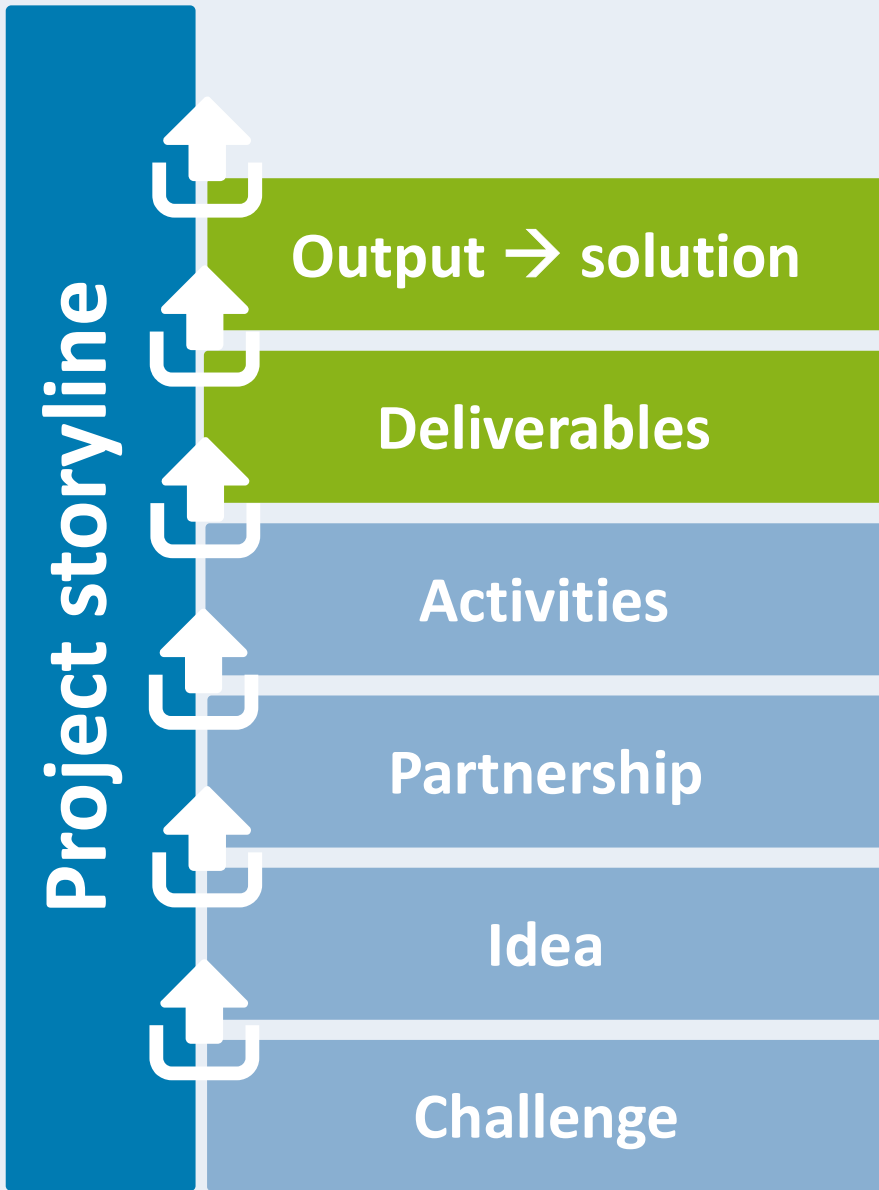 Project storyline
Output → solution
Deliverables
Activities
Partnership
Idea
Challenge